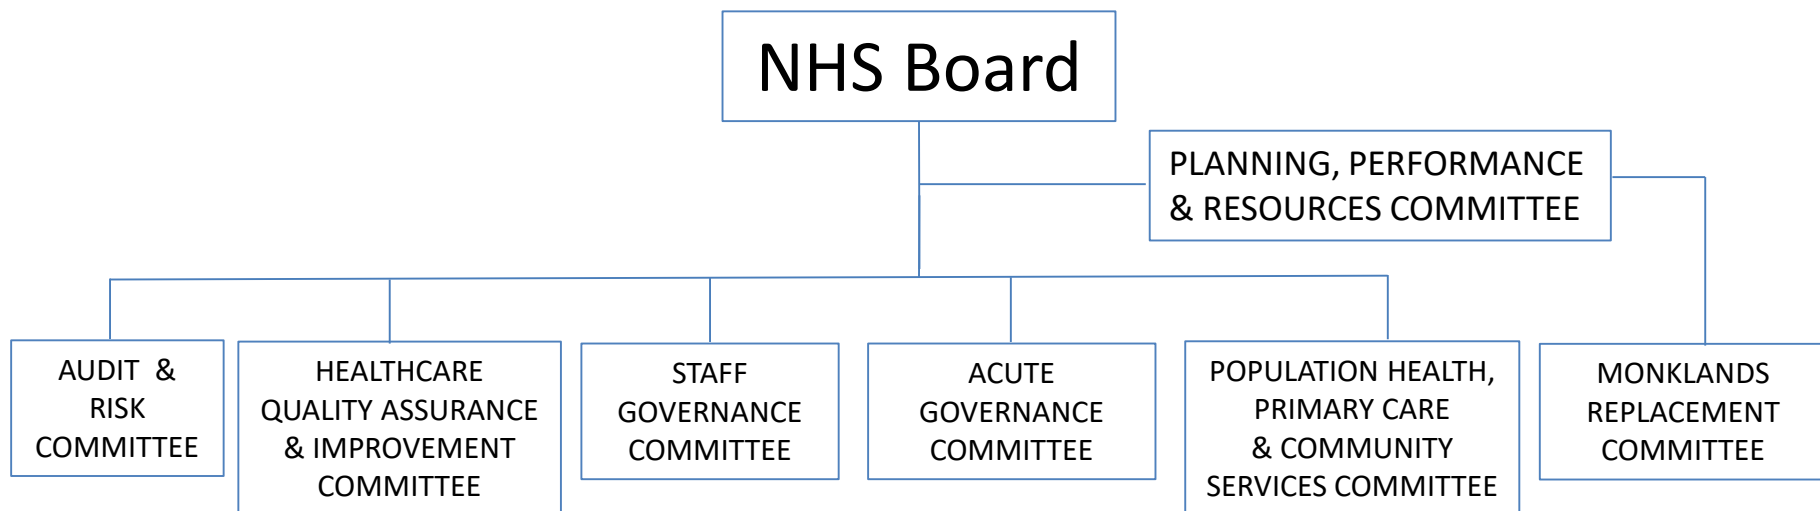 NHS Board
PLANNING, PERFORMANCE
& RESOURCES COMMITTEE
AUDIT &
RISK
COMMITTEE
HEALTHCARE
QUALITY ASSURANCE
& IMPROVEMENT
COMMITTEE
STAFF
GOVERNANCE
COMMITTEE
ACUTE
GOVERNANCE
COMMITTEE
POPULATION HEALTH,
PRIMARY CARE
& COMMUNITY
SERVICES COMMITTEE
MONKLANDS
REPLACEMENT
COMMITTEE